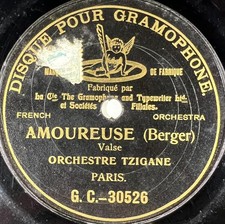 DISQUE POUR GRAMOPHONE.
DE FABRIQUE
Fabriqué par
La Cie. The Gramophone and Typewriter Ltd.
et Sociétés Filiales.
FRENCH ORCHESTRA
AMOUREUSE (Berger)
Valse
ORCHESTRE TZIGANE
PARIS.
G. C.-30526